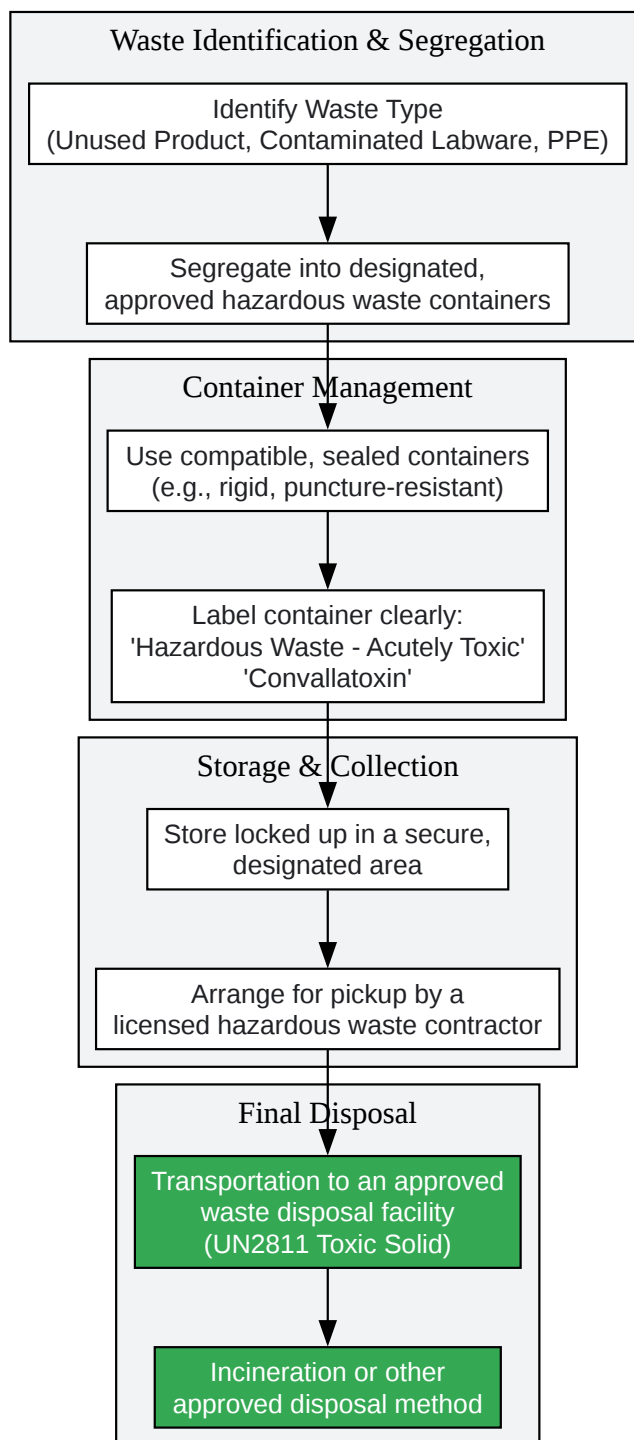 Waste Identification & Segregation
Identify Waste Type
(Unused Product, Contaminated Labware, PPE)
Segregate into designated,
approved hazardous waste containers
Container Management
Use compatible, sealed containers
(e.g., rigid, puncture-resistant)
Label container clearly:
'Hazardous Waste - Acutely Toxic'
'Convallatoxin'
Storage & Collection
Store locked up in a secure,
designated area
Arrange for pickup by a
licensed hazardous waste contractor
Final Disposal
Transportation to an approved
waste disposal facility
(UN2811 Toxic Solid)
Incineration or other
approved disposal method